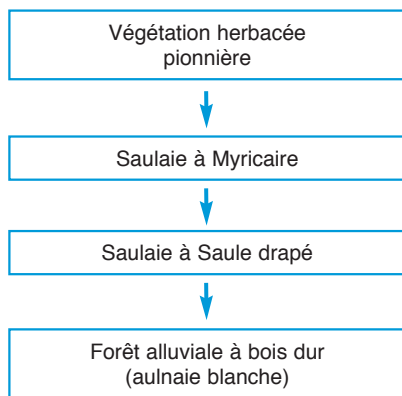 Végétation herbacée
pionnière
Saulaie à Myricaire
Saulaie à Saule drapé
Forêt alluviale à bois dur
(aulnaie blanche)